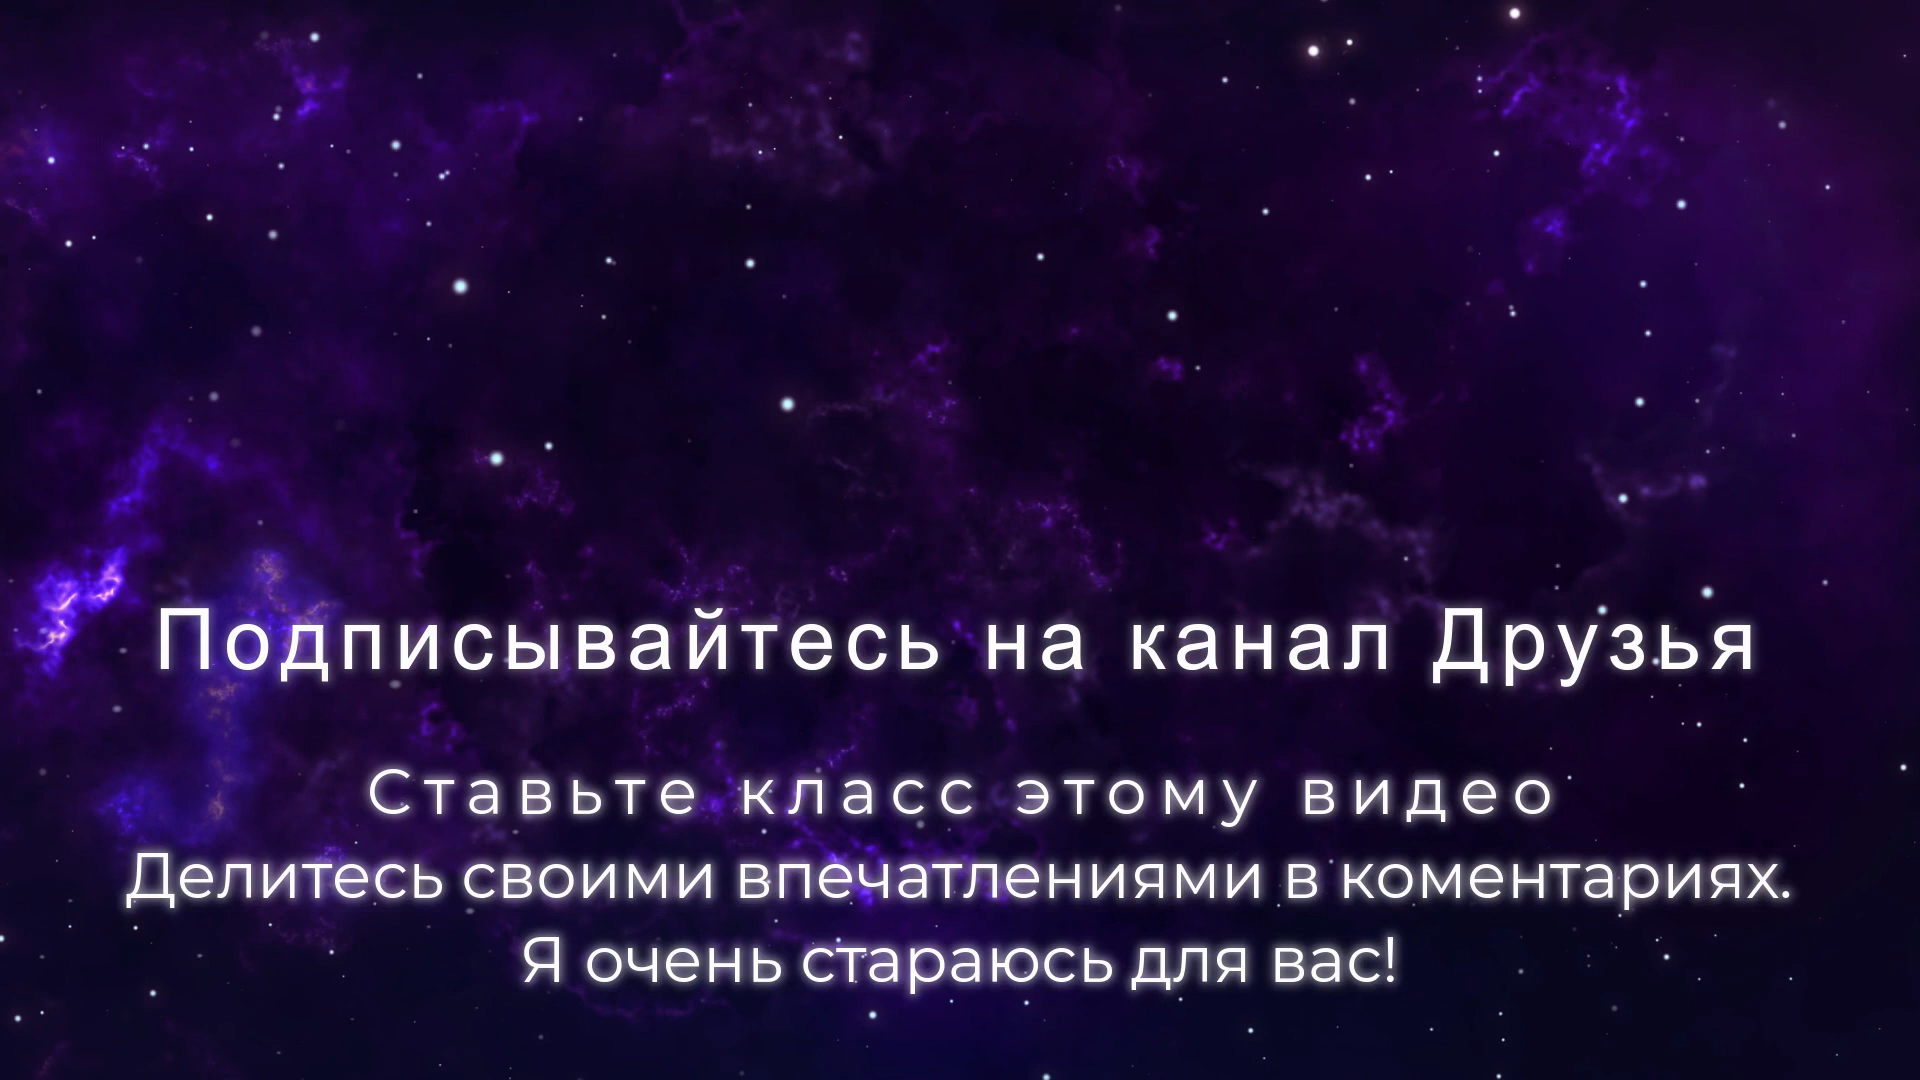 Подписывайтесь на канал Друзья
Ставьте класс этому видео
Делитесь своими впечатлениями в коментариях.
Я очень стараюсь для вас!